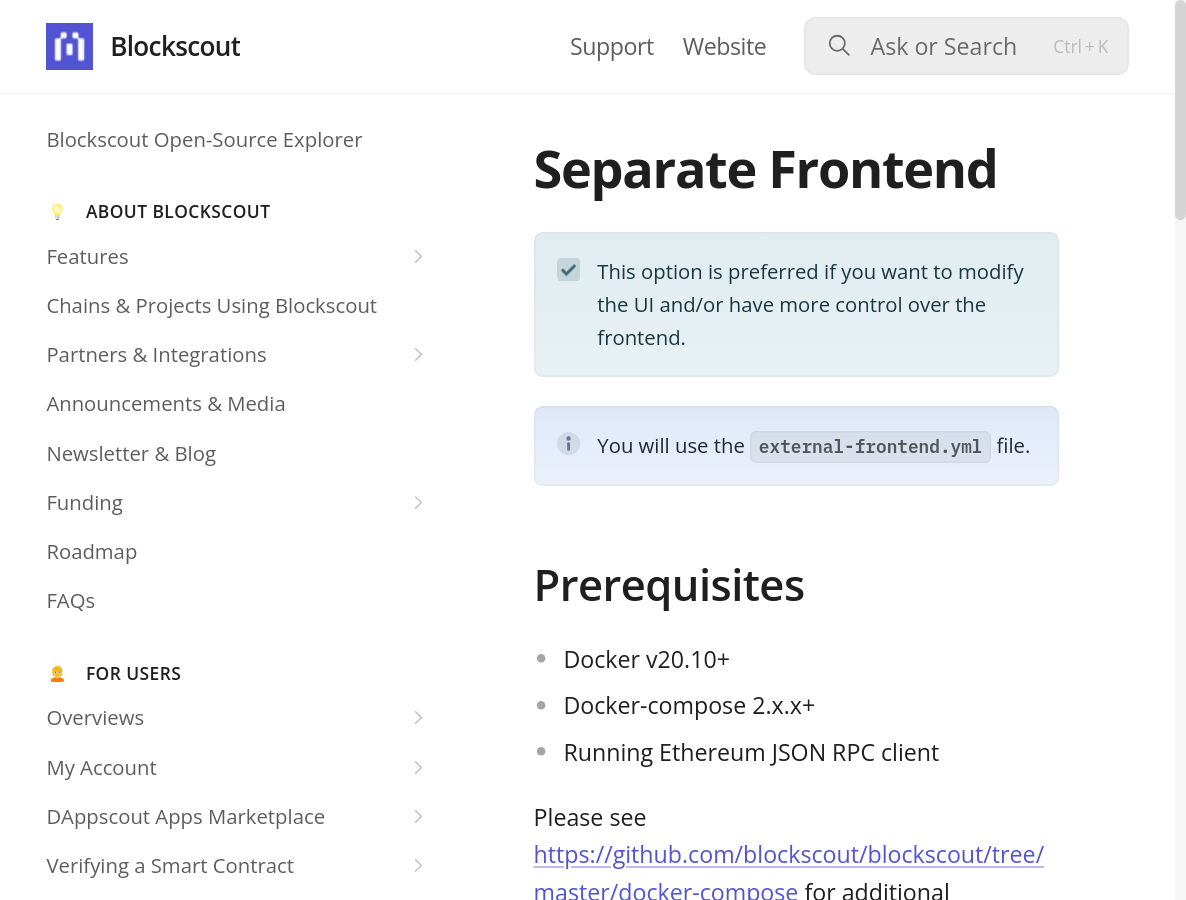 Blockscout
Support
Website
Ask or Search
Ctrl + K
Blockscout Open-Source Explorer
ABOUT BLOCKSCOUT
Features
Chains & Projects Using Blockscout
Partners & Integrations
Announcements & Media
Newsletter & Blog
Funding
Roadmap
FAQs
FOR USERS
Overviews
My Account
DAppscout Apps Marketplace
Verifying a Smart Contract
Separate Frontend
This option is preferred if you want to modify
the UI and/or have more control over the
frontend.
You will use the external-frontend.yml file.
Prerequisites
Docker v20.10+
Docker-compose 2.x.x+
Running Ethereum JSON RPC client
Please see
https://github.com/blockscout/blockscout/tree/
master/docker-compose for additional